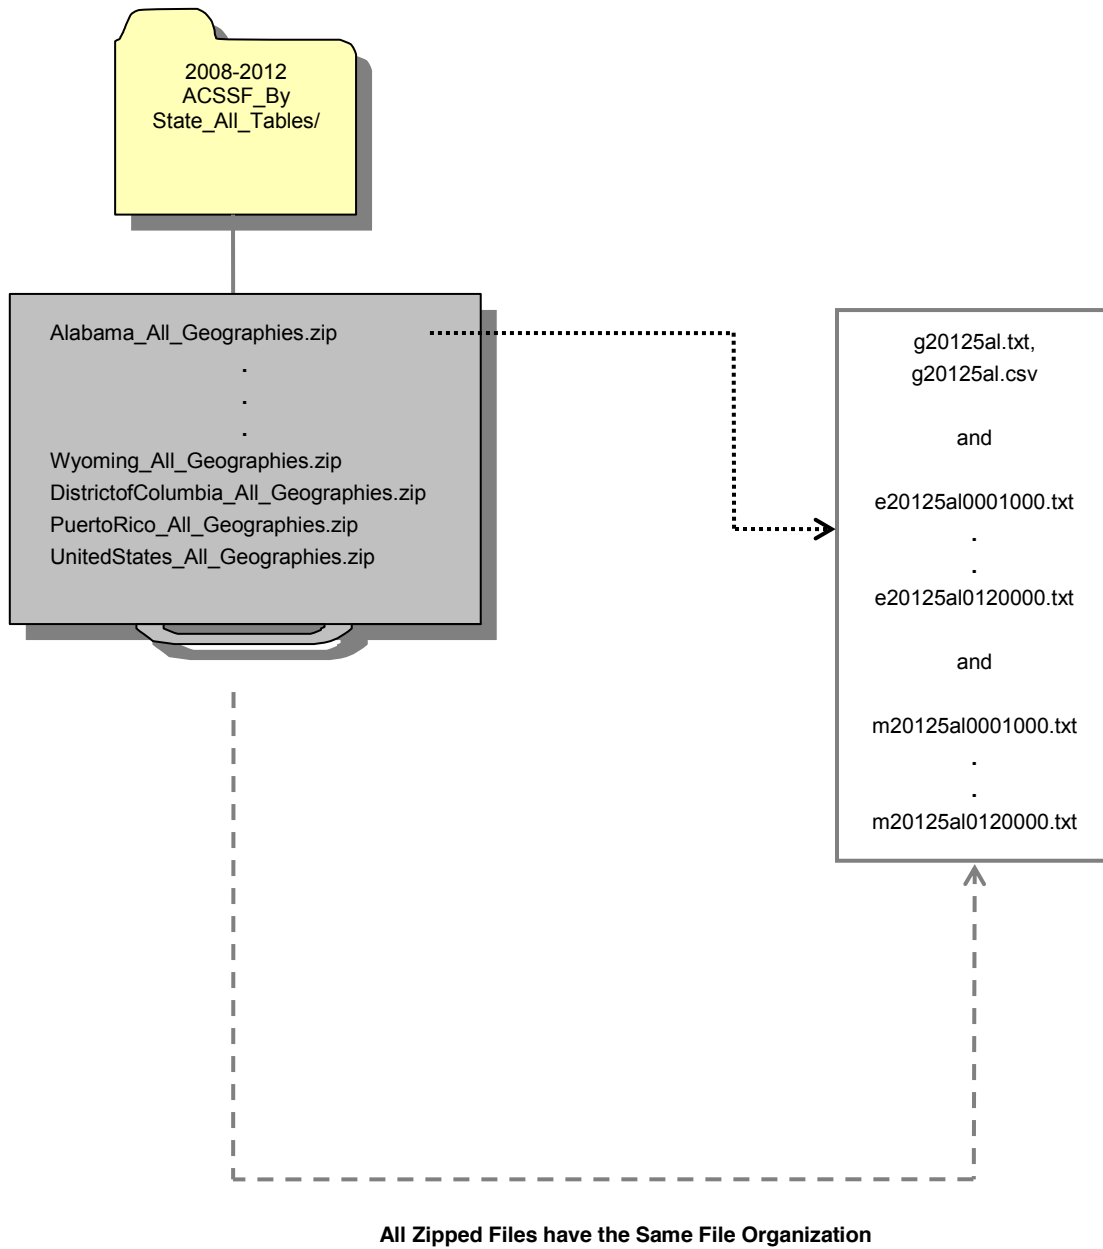 2008-2012
ACSSF_By
State_All_Tables/
Alabama_All_Geographies.zip
.
.
.
Wyoming_All_Geographies.zip
DistrictofColumbia_All_Geographies.zip
PuertoRico_All_Geographies.zip
UnitedStates_All_Geographies.zip
g20125al.txt,
g20125al.csv
and
e20125al0001000.txt
.
.
e20125al0120000.txt
and
m20125al0001000.txt
.
.
m20125al0120000.txt
All Zipped Files have the Same File Organization